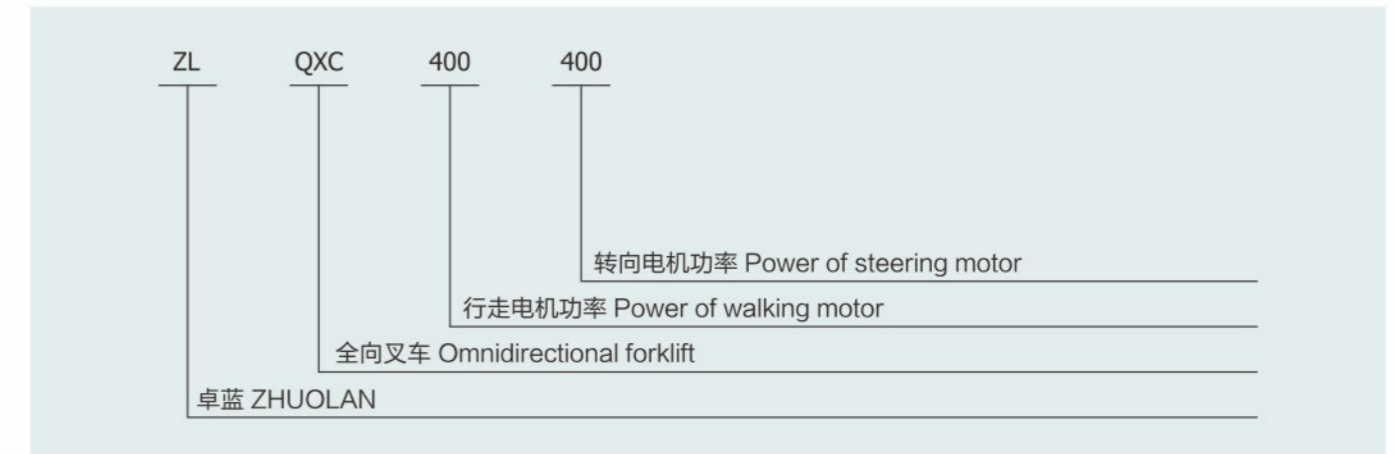 ZL QXC 400 400
转向电机功率 Power of steering motor
行走电机功率 Power of walking motor
全向叉车 Omnidirectional forklift
卓蓝 ZHUOLAN